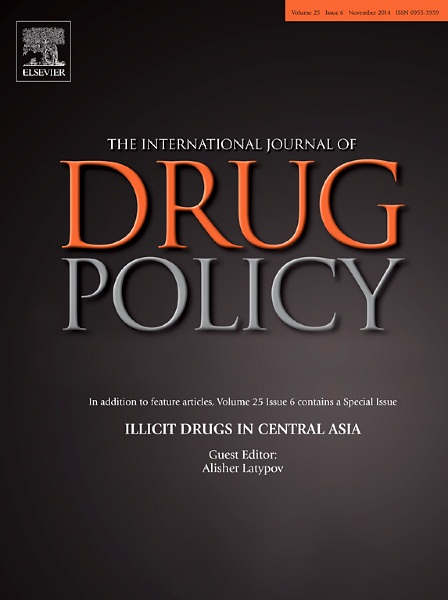 Volume 25 Issue 6 November 2014 ISSN 0955-3959
ELSEVIER
THE INTERNATIONAL JOURNAL OF
DRUG
POLICY
In addition to feature articles, Volume 25 Issue 6 contains a Special Issue
ILLICIT DRUGS IN CENTRAL ASIA
Guest Editor:
Alisher Latypov